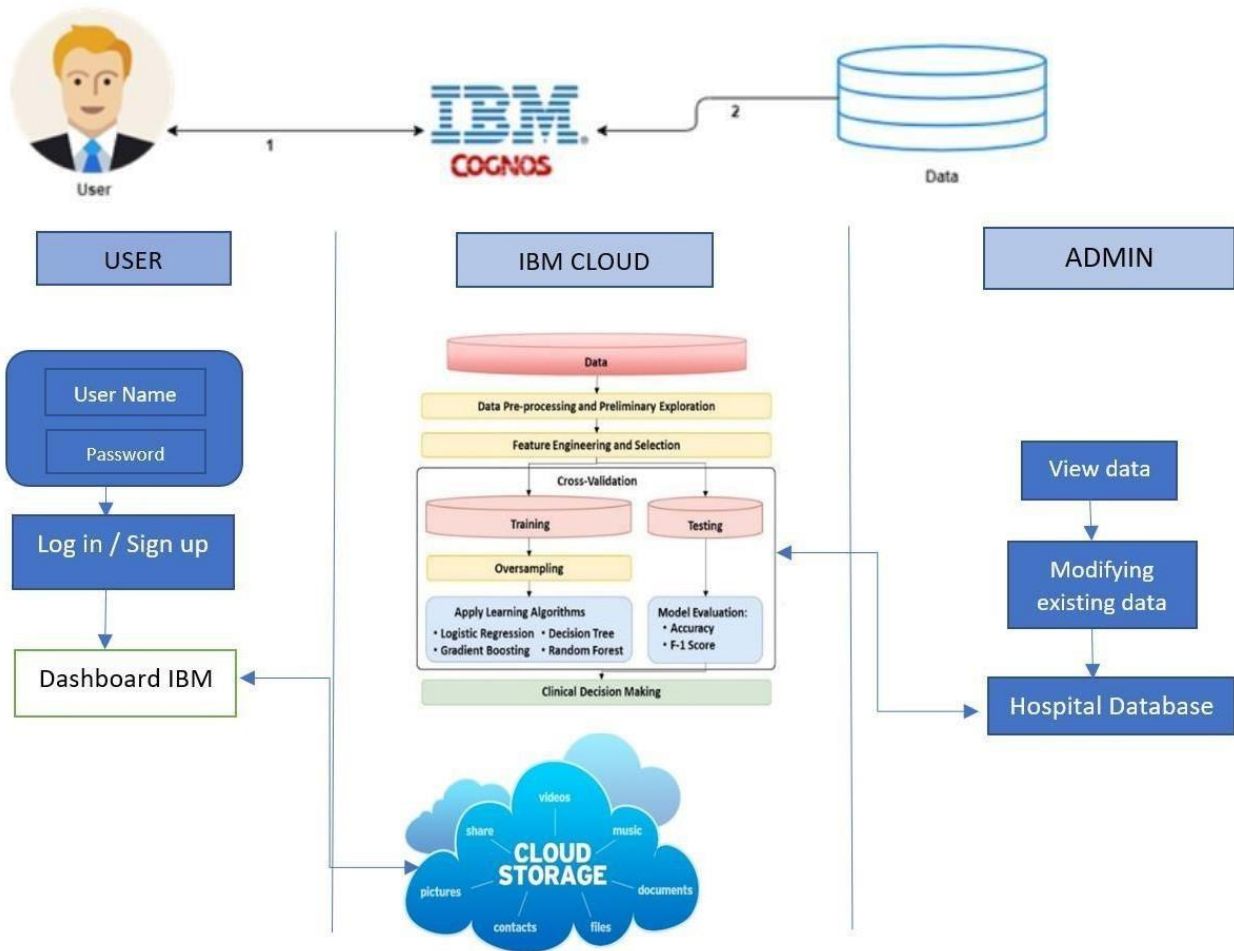 1
2
IBM.
COGNOS
User
Data
USER
IBM CLOUD
ADMIN
User Name
Password
Log in / Sign up
Dashboard IBM
Data
Data Pre-processing and Preliminary Exploration
Feature Engineering and Selection
Cross-Validation
Training
Testing
Oversampling
Apply Learning Algorithms
• Logistic Regression • Decision Tree
• Gradient Boosting • Random Forest
Model Evaluation:
• Accuracy
• F-1 Score
Clinical Decision Making
videos
share
music
CLOUD
STORAGE
pictures
documents
contacts
files
View data
Modifying
existing data
Hospital Database